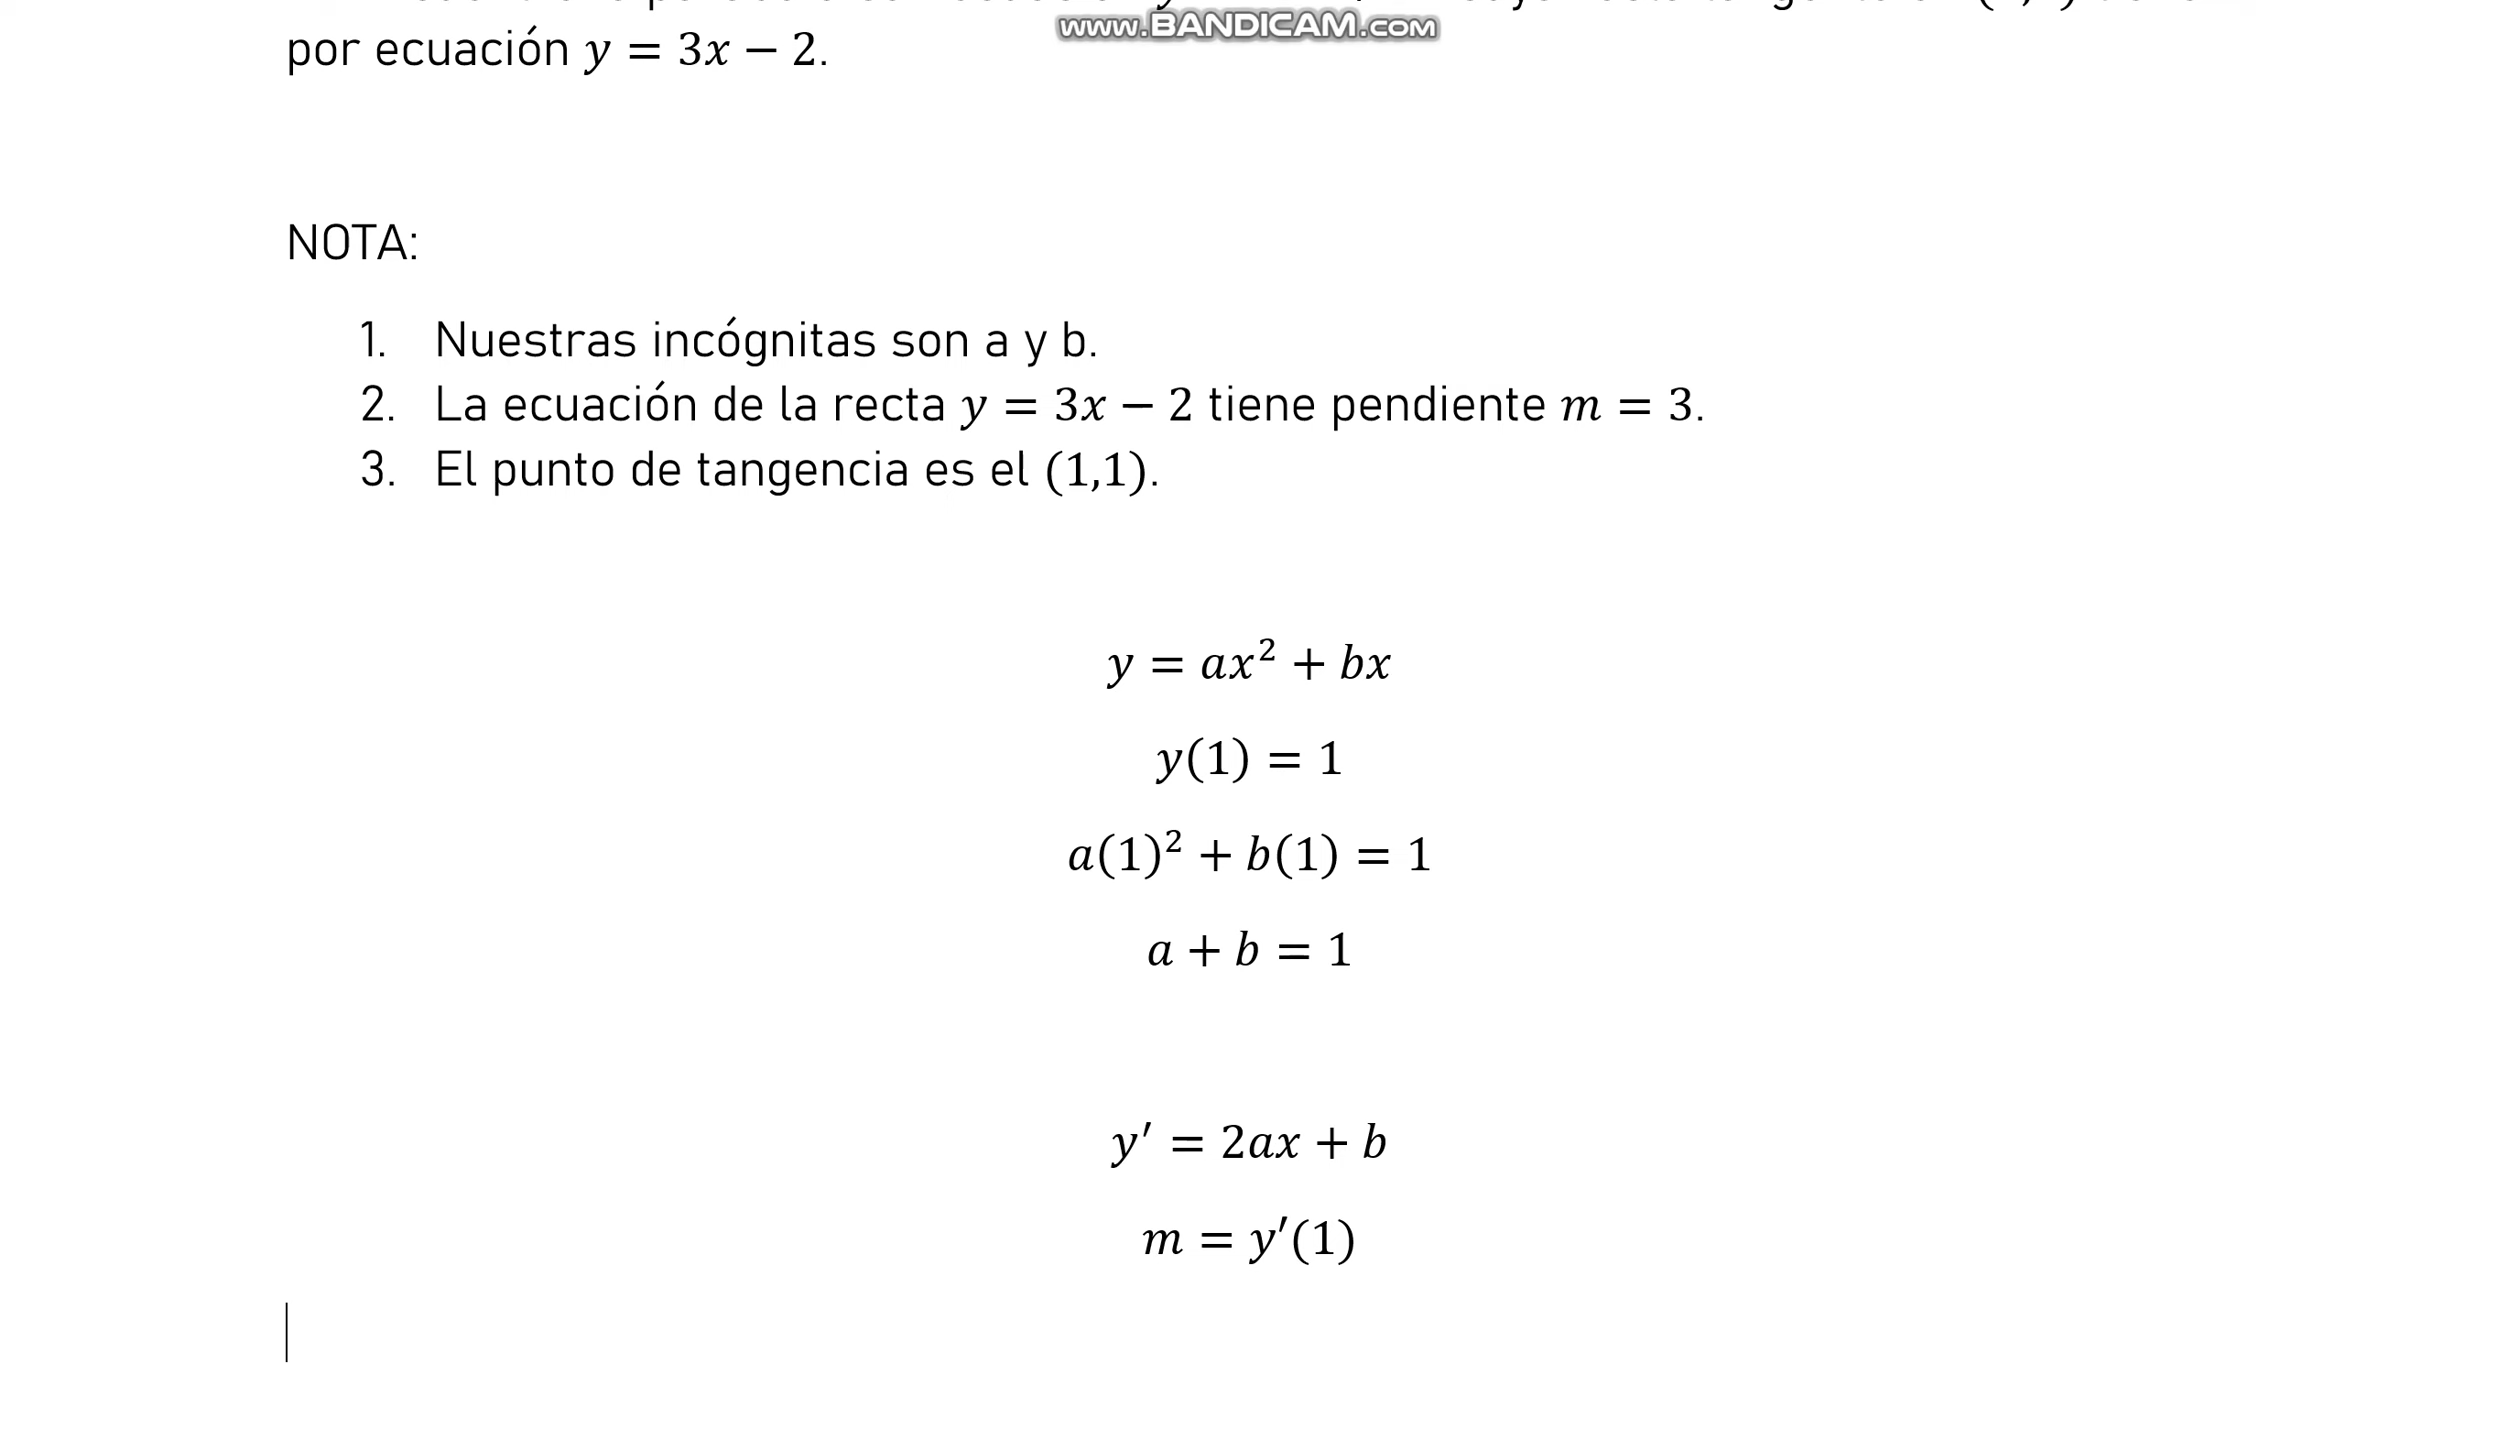 www.BANDICAM.com
por ecuación y = 3x − 2.
NOTA:
1. Nuestras incógnitas son a y b.
2. La ecuación de la recta y = 3x − 2 tiene pendiente m = 3.
3. El punto de tangencia es el (1,1).
y = ax² + bx
y(1) = 1
a(1)² + b(1) = 1
a + b = 1
y′ = 2ax + b
m = y′(1)